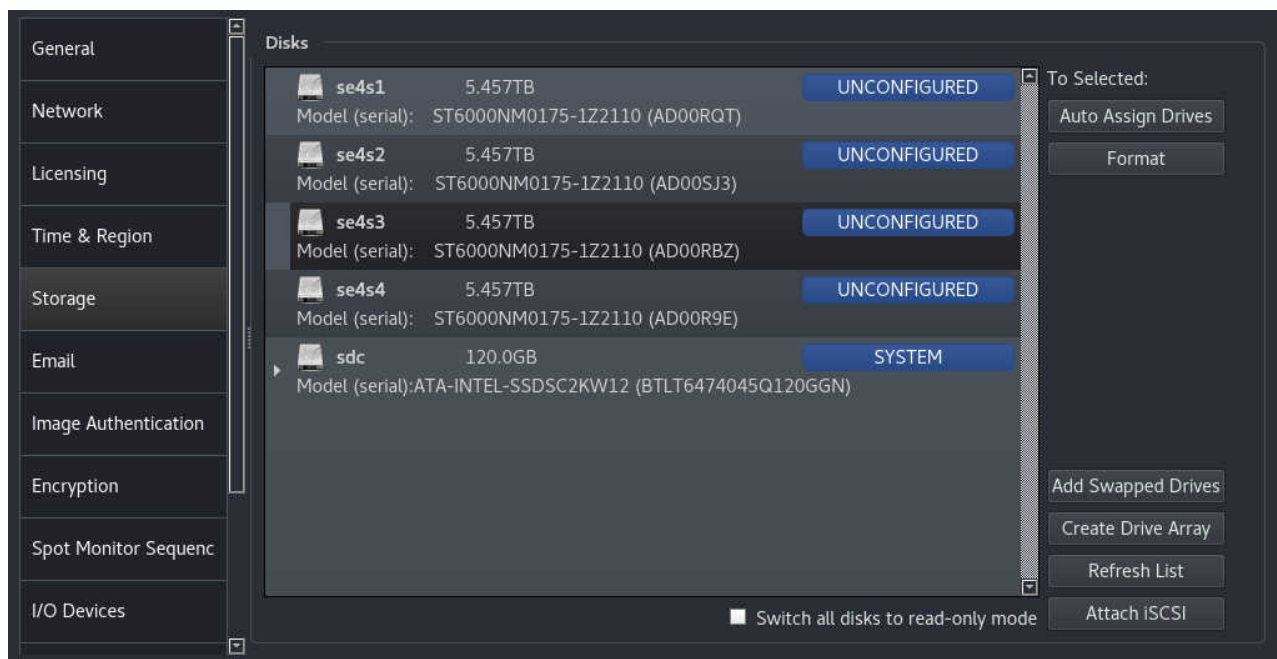 General
Network
Licensing
Time & Region
Storage
Email
Image Authentication
Encryption
Spot Monitor Sequenc
I/O Devices
Disks
se4s1 5.457TB UNCONFIGURED
Model (serial): ST6000NM0175-1Z2110 (AD00RQT)
se4s2 5.457TB UNCONFIGURED
Model (serial): ST6000NM0175-1Z2110 (AD00SJ3)
se4s3 5.457TB UNCONFIGURED
Model (serial): ST6000NM0175-1Z2110 (AD00RBZ)
se4s4 5.457TB UNCONFIGURED
Model (serial): ST6000NM0175-1Z2110 (AD00R9E)
sdc 120.0GB SYSTEM
Model (serial):ATA-INTEL-SSDSC2KW12 (BTLT6474045Q120GGN)
Switch all disks to read-only mode
To Selected:
Auto Assign Drives
Format
Add Swapped Drives
Create Drive Array
Refresh List
Attach iSCSI